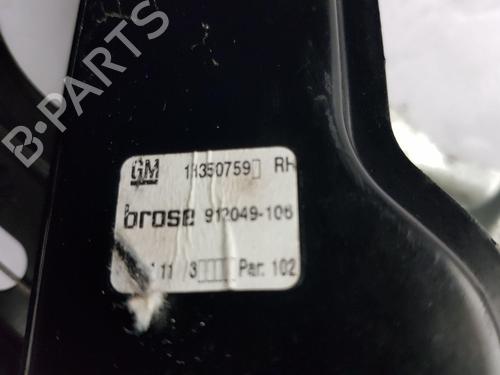 B-PARTS
GM 13350759 RH
brose 912049-106
11 /3 Par: 102